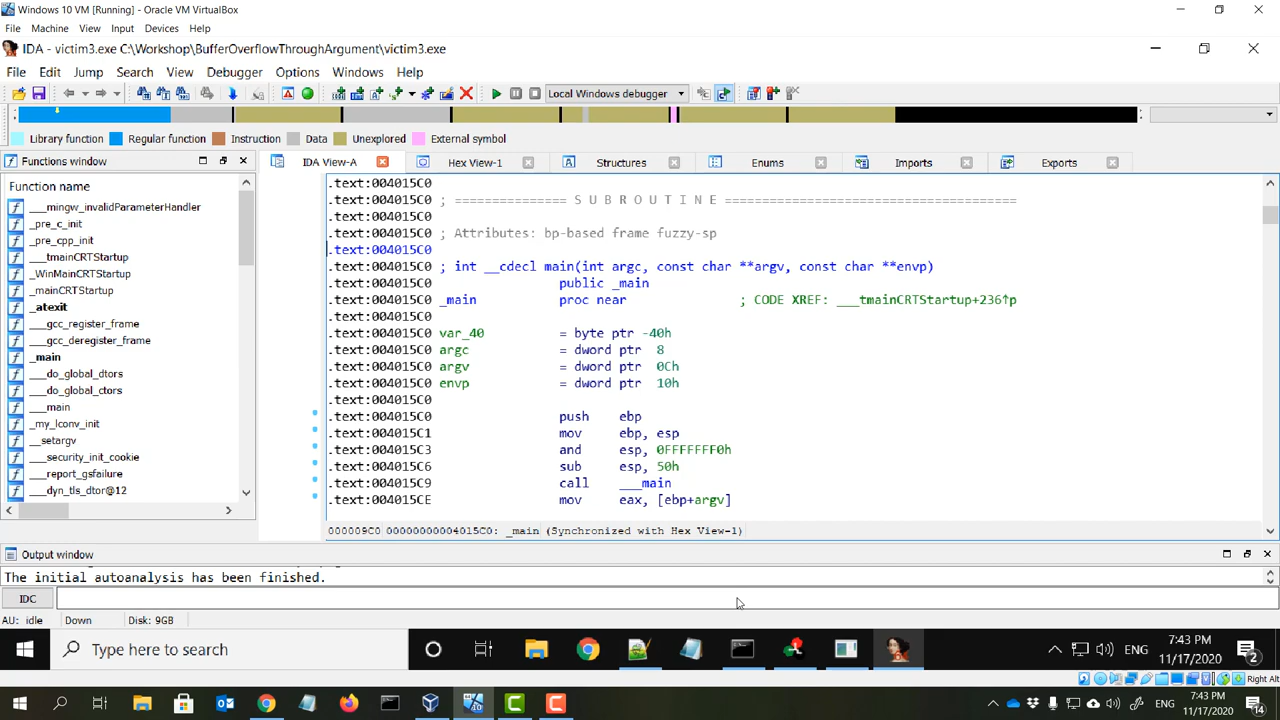 Windows 10 VM [Running] - Oracle VM VirtualBox
File Machine View Input Devices Help
IDA - victim3.exe C:\Workshop\BufferOverflowThroughArgument\victim3.exe
File Edit Jump Search View Debugger Options Windows Help
Local Windows debugger
Library function Regular function Instruction Data Unexplored External symbol
Functions window
IDA View-A Hex View-1 Structures Enums Imports Exports
Function name
___mingw_invalidParameterHandler
_pre_c_init
_pre_cpp_init
___tmainCRTStartup
_WinMainCRTStartup
_mainCRTStartup
_atexit
___gcc_register_frame
___gcc_deregister_frame
_main
___do_global_dtors
___do_global_ctors
___main
_my_lconv_init
__setargv
___security_init_cookie
___report_gsfailure
___dyn_tls_dtor@12
.text:004015C0
.text:004015C0 ; =============== S U B R O U T I N E =======================================
.text:004015C0
.text:004015C0 ; Attributes: bp-based frame fuzzy-sp
.text:004015C0
.text:004015C0 ; int __cdecl main(int argc, const char **argv, const char **envp)
.text:004015C0 public _main
.text:004015C0 _main proc near ; CODE XREF: ___tmainCRTStartup+236↑p
.text:004015C0
.text:004015C0 var_40 = byte ptr -40h
.text:004015C0 argc = dword ptr 8
.text:004015C0 argv = dword ptr 0Ch
.text:004015C0 envp = dword ptr 10h
.text:004015C0
.text:004015C0 push ebp
.text:004015C1 mov ebp, esp
.text:004015C3 and esp, 0FFFFFFF0h
.text:004015C6 sub esp, 50h
.text:004015C9 call ___main
.text:004015CE mov eax, [ebp+argv]
000009C0 00000000004015C0: _main (Synchronized with Hex View-1)
Output window
The initial autoanalysis has been finished.
IDC
AU: idle Down Disk: 9GB
Type here to search
ENG
7:43 PM
11/17/2020
2
Right Alt
ENG
7:43 PM
11/17/2020
14